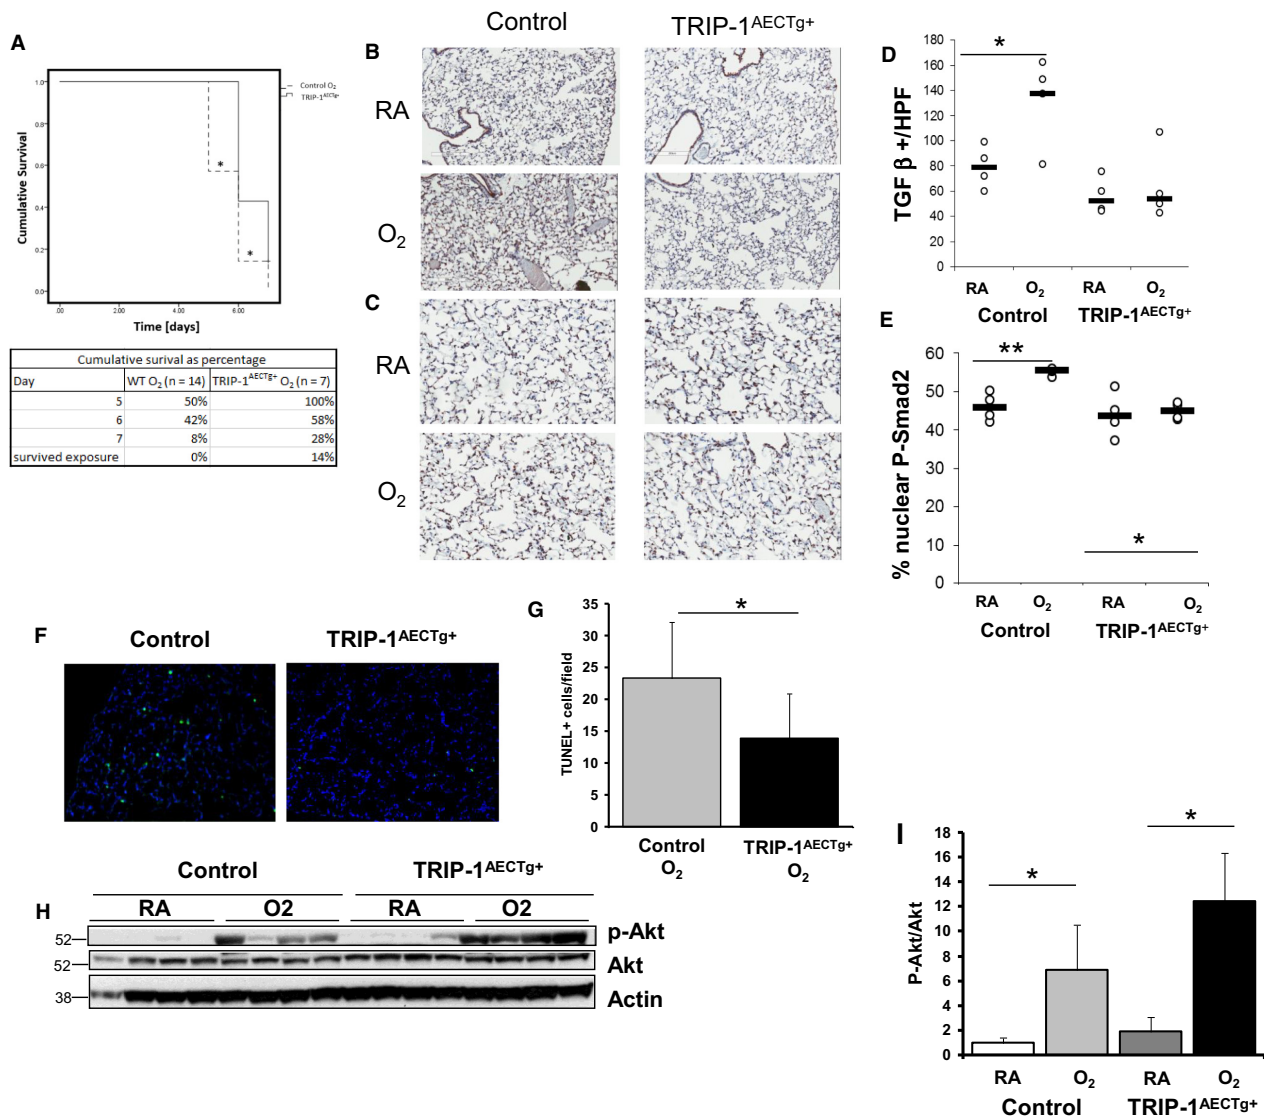 A
1.0
0.8
0.6
0.4
0.2
0.0
*
*
.00
2.00
4.00
6.00
Cumulative Survival
Time [days]
Control O2
TRIP-1AECTg+
Cumulative surival as percentage
Day WT O2 (n = 14) TRIP-1AECTg+ O2 (n = 7)
5 50% 100%
6 42% 58%
7 8% 28%
survived exposure 0% 14%
Control TRIP-1AECTg+
B
RA
O2
C
RA
O2
D
TGF β +/HPF
180
160
140
120
100
80
60
40
20
0
*
RA O2 RA O2
Control TRIP-1AECTg+
E
% nuclear P-Smad2
60
50
40
30
20
10
0
**
*
RA O2 RA O2
Control TRIP-1AECTg+
F
Control TRIP-1AECTg+
G
TUNEL+ cells/field
35
30
25
20
15
10
5
0
*
Control TRIP-1AECTg+
O2 O2
H
Control TRIP-1AECTg+
RA O2 RA O2
52 p-Akt
52 Akt
38 Actin
I
P-Akt/Akt
18
16
14
12
10
8
6
4
2
0
*
*
RA O2 RA O2
Control TRIP-1AECTg+